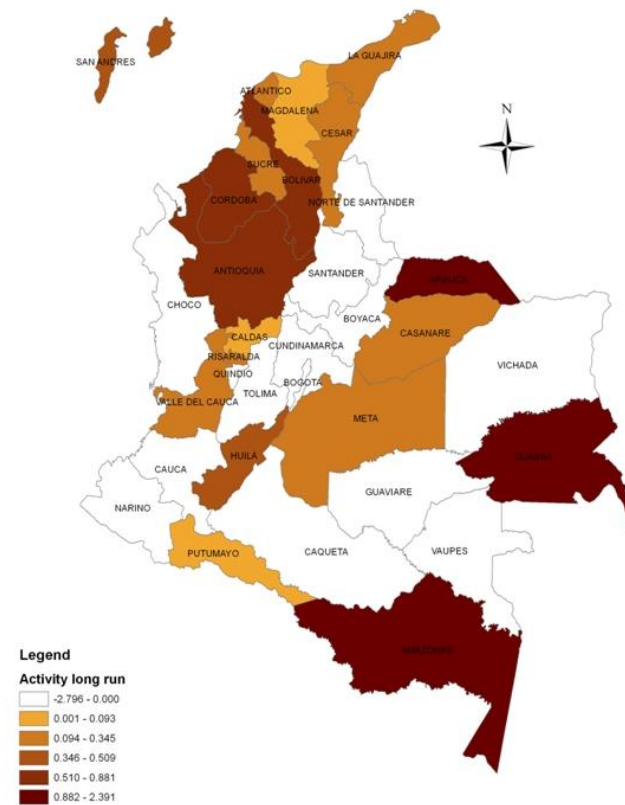 LA GUAJIRA
SAN ANDRES
ATLANTICO
MAGDALENA
N
CESAR
SUCRE
BOLIVAR
CORDOBA
NORTE DE SANTANDER
ANTIOQUIA
SANTANDER
ARAUCA
CHOCO
BOYACA
CASANARE
CALDAS
CUNDINAMARCA
RISARALDA
VICHADA
QUINDIO
BOGOTA
TOLIMA
VALLE DEL CAUCA
META
HUILA
GUAINIA
CAUCA
GUAVIARE
NARINO
PUTUMAYO
CAQUETA
VAUPES
AMAZONAS
Legend
Activity long run
-2.796 - 0.000
0.001 - 0.093
0.094 - 0.345
0.346 - 0.509
0.510 - 0.881
0.882 - 2.391